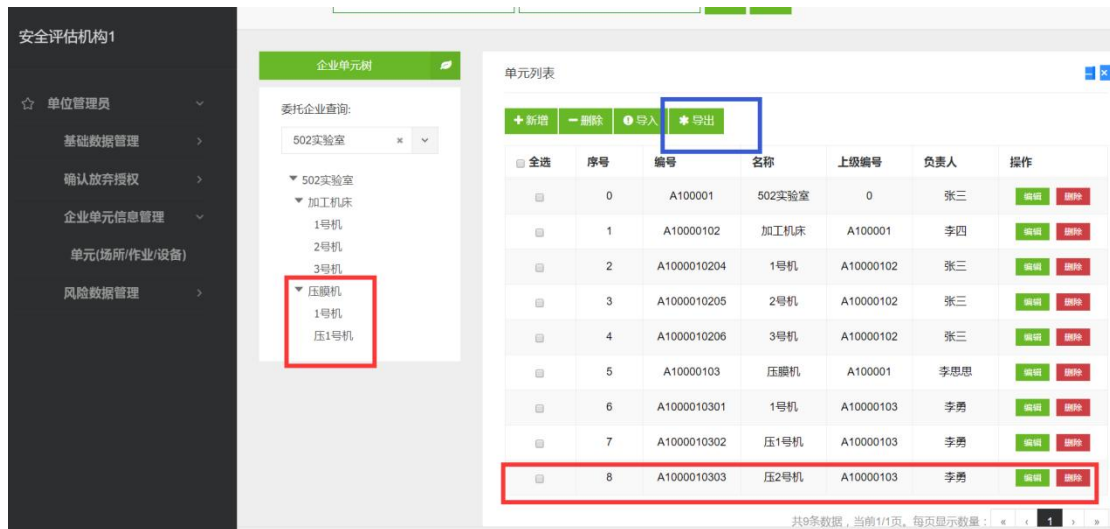 安全评估机构1
单位管理员
基础数据管理
确认放弃授权
企业单元信息管理
单元(场所/作业/设备)
风险数据管理
企业单元树
委托企业查询:
502实验室 ×
502实验室
加工机床
1号机
2号机
3号机
压膜机
1号机
压1号机
单元列表
+新增 −删除 导入 导出
全选 序号 编号 名称 上级编号 负责人 操作
0 A100001 502实验室 0 张三 编辑 删除
1 A10000102 加工机床 A100001 李四 编辑 删除
2 A1000010204 1号机 A10000102 张三 编辑 删除
3 A1000010205 2号机 A10000102 张三 编辑 删除
4 A1000010206 3号机 A10000102 张三 编辑 删除
5 A10000103 压膜机 A100001 李思思 编辑 删除
6 A1000010301 1号机 A10000103 李勇 编辑 删除
7 A1000010302 压1号机 A10000103 李勇 编辑 删除
8 A1000010303 压2号机 A10000103 李勇 编辑 删除
共9条数据，当前1/1页。每页显示数量： « ‹ 1 › »